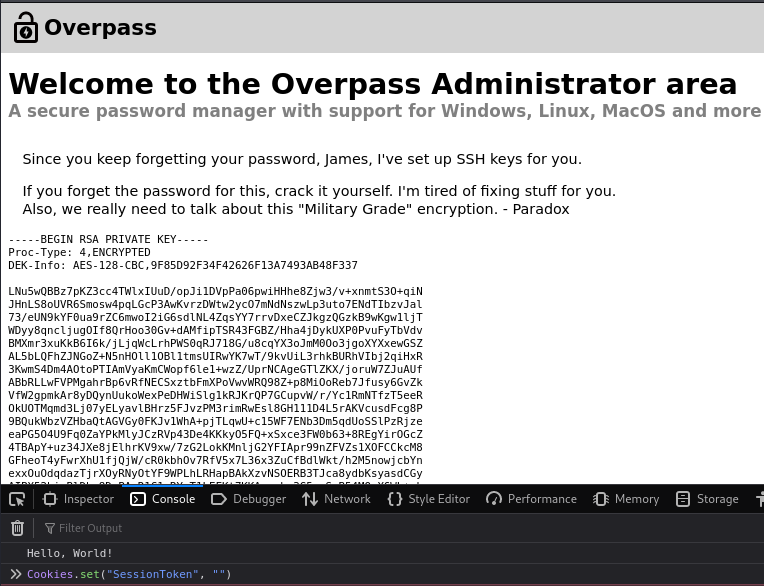 Overpass
Welcome to the Overpass Administrator area
A secure password manager with support for Windows, Linux, MacOS and more
Since you keep forgetting your password, James, I've set up SSH keys for you.
If you forget the password for this, crack it yourself. I'm tired of fixing stuff for you.
Also, we really need to talk about this "Military Grade" encryption. - Paradox
-----BEGIN RSA PRIVATE KEY-----
Proc-Type: 4,ENCRYPTED
DEK-Info: AES-128-CBC,9F85D92F34F42626F13A7493AB48F337
LNu5wQBBz7pKZ3cc4TWlxIUuD/opJi1DVpPa06pwiHHhe8Zjw3/v+xnmtS3O+qiN
JHnLS8oUVR6Smosw4pqLGcP3AwKvrzDWtw2ycO7mNdNszwLp3uto7ENdTIbzvJal
73/eUN9kYF0ua9rZC6mwoI2iG6sdlNL4ZqsYY7rrvDxeCZJkgzQGzkB9wKgw1ljT
WDyy8qncljugOIf8QrHoo30Gv+dAMfipTSR43FGBZ/Hha4jDykUXP0PvuFyTbVdv
BMXmr3xuKkB6I6k/jLjqWcLrhPWS0qRJ718G/u8cqYX3oJmM0Oo3jgoXYXxewGSZ
AL5bLQFhZJNGoZ+N5nHOll1OBl1tmsUIRwYK7wT/9kvUiL3rhkBURhVIbj2qiHxR
3KwmS4Dm4AOtoPTIAmVyaKmCWopf6le1+wzZ/UprNCAgeGTlZKX/joruW7ZJuAUf
ABbRLLwFVPMgahrBp6vRfNECSxztbFmXPoVwvWRQ98Z+p8MiOoReb7Jfusy6GvZk
VfW2gpmkAr8yDQynUukoWexPeDHWiSlg1kRJKrQP7GCupvW/r/Yc1RmNTfzT5eeR
OkUOTMqmd3Lj07yELyavlBHrz5FJvzPM3rimRwEsl8GH111D4L5rAKVcusdFcg8P
9BQukWbzVZHbaQtAGVGy0FKJv1WhA+pjTLqwU+c15WF7ENb3Dm5qdUoSSlPzRjze
eaPG5O4U9Fq0ZaYPkMlyJCzRVp43De4KKkyO5FQ+xSxce3FW0b63+8REgYirOGcZ
4TBApY+uz34JXe8jElhrKV9xw/7zG2LokKMnljG2YFIApr99nZFVZs1XOFCCkcM8
GFheoT4yFwrXhU1fjQjW/cR0kbhOv7RfV5x7L36x3ZuCfBdlWkt/h2M5nowjcbYn
exxOuOdqdazTjrXOyRNyOtYF9WPLhLRHapBAkXzvNSOERB3TJca8ydbKsyasdCGy
Inspector
Console
Debugger
Network
Style Editor
Performance
Memory
Storage
Filter Output
Hello, World!
Cookies.set("SessionToken", "")